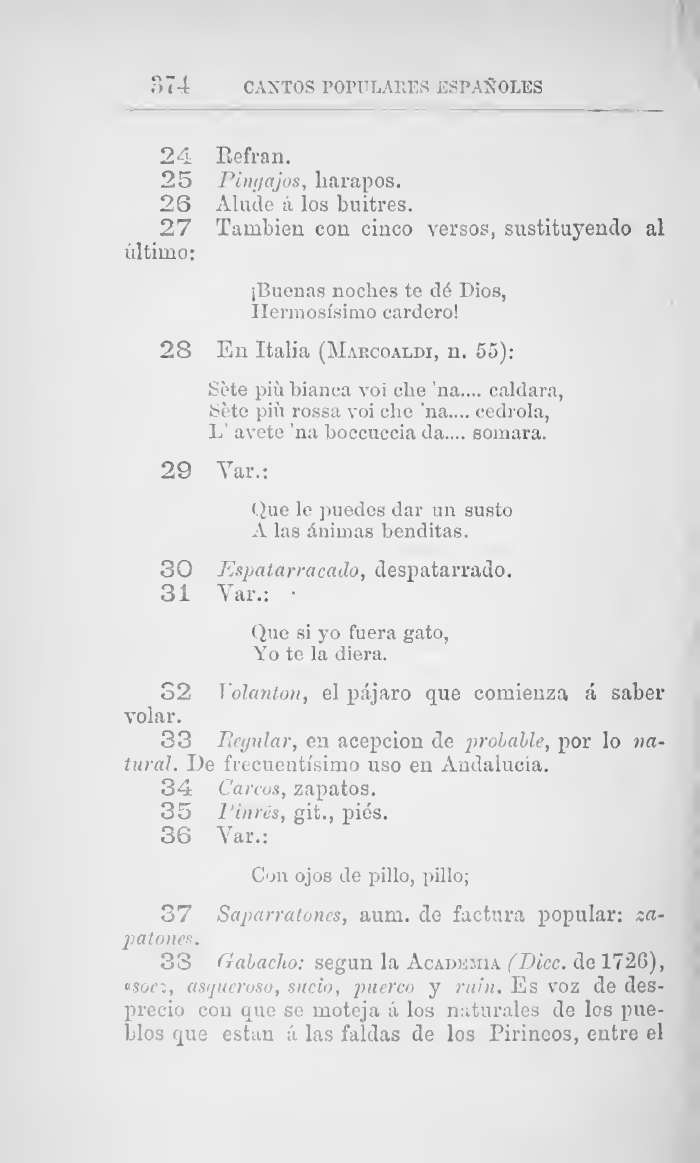 374 CANTOS POPULARES ESPAÑOLES
24 Refran.
25 Pingajos, harapos.
26 Alude á los buitres.
27 Tambien con cinco versos, sustituyendo al
último:
¡Buenas noches te dé Dios,
Hermosísimo cardero!
28 En Italia (MARCOALDI, n. 55):
Sète più bianca voi che 'na.... caldara,
Sète più rossa voi che 'na.... cedrola,
L' avete 'na boccuccia da.... somara.
29 Var.:
Que le puedes dar un susto
A las ánimas benditas.
30 Espatarracado, despatarrado.
31 Var.:
Que si yo fuera gato,
Yo te la diera.
32 Volanton, el pájaro que comienza á saber
volar.
33 Regular, en acepcion de probable, por lo na-
tural. De frecuentísimo uso en Andalucía.
34 Carcos, zapatos.
35 Pinrés, git., piés.
36 Var.:
Con ojos de pillo, pillo;
37 Saparratones, aum. de factura popular: za-
patones.
38 Gabacho: segun la ACADEMIA (Dicc. de 1726),
«soez, asqueroso, sucio, puerco y ruin. Es voz de des-
precio con que se moteja á los naturales de los pue-
blos que estan á las faldas de los Pirineos, entre el